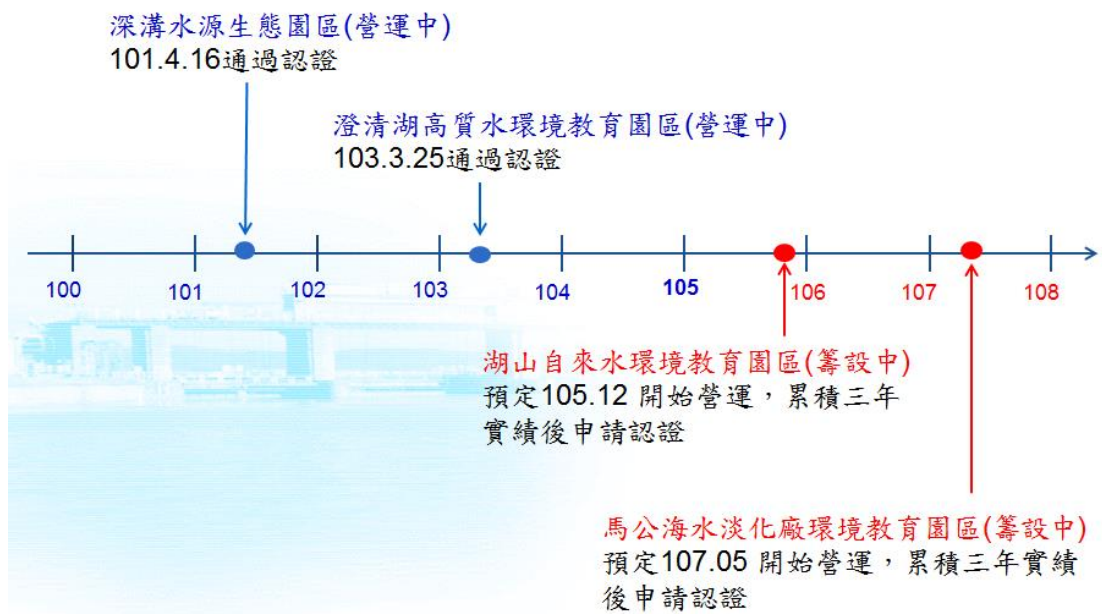 深溝水源生態園區(營運中)
101.4.16通過認證
澄清湖高質水環境教育園區(營運中)
103.3.25通過認證
100
101
102
103
104
105
106
107
108
湖山自來水環境教育園區(籌設中)
預定105.12 開始營運，累積三年
實績後申請認證
馬公海水淡化廠環境教育園區(籌設中)
預定107.05 開始營運，累積三年實績
後申請認證